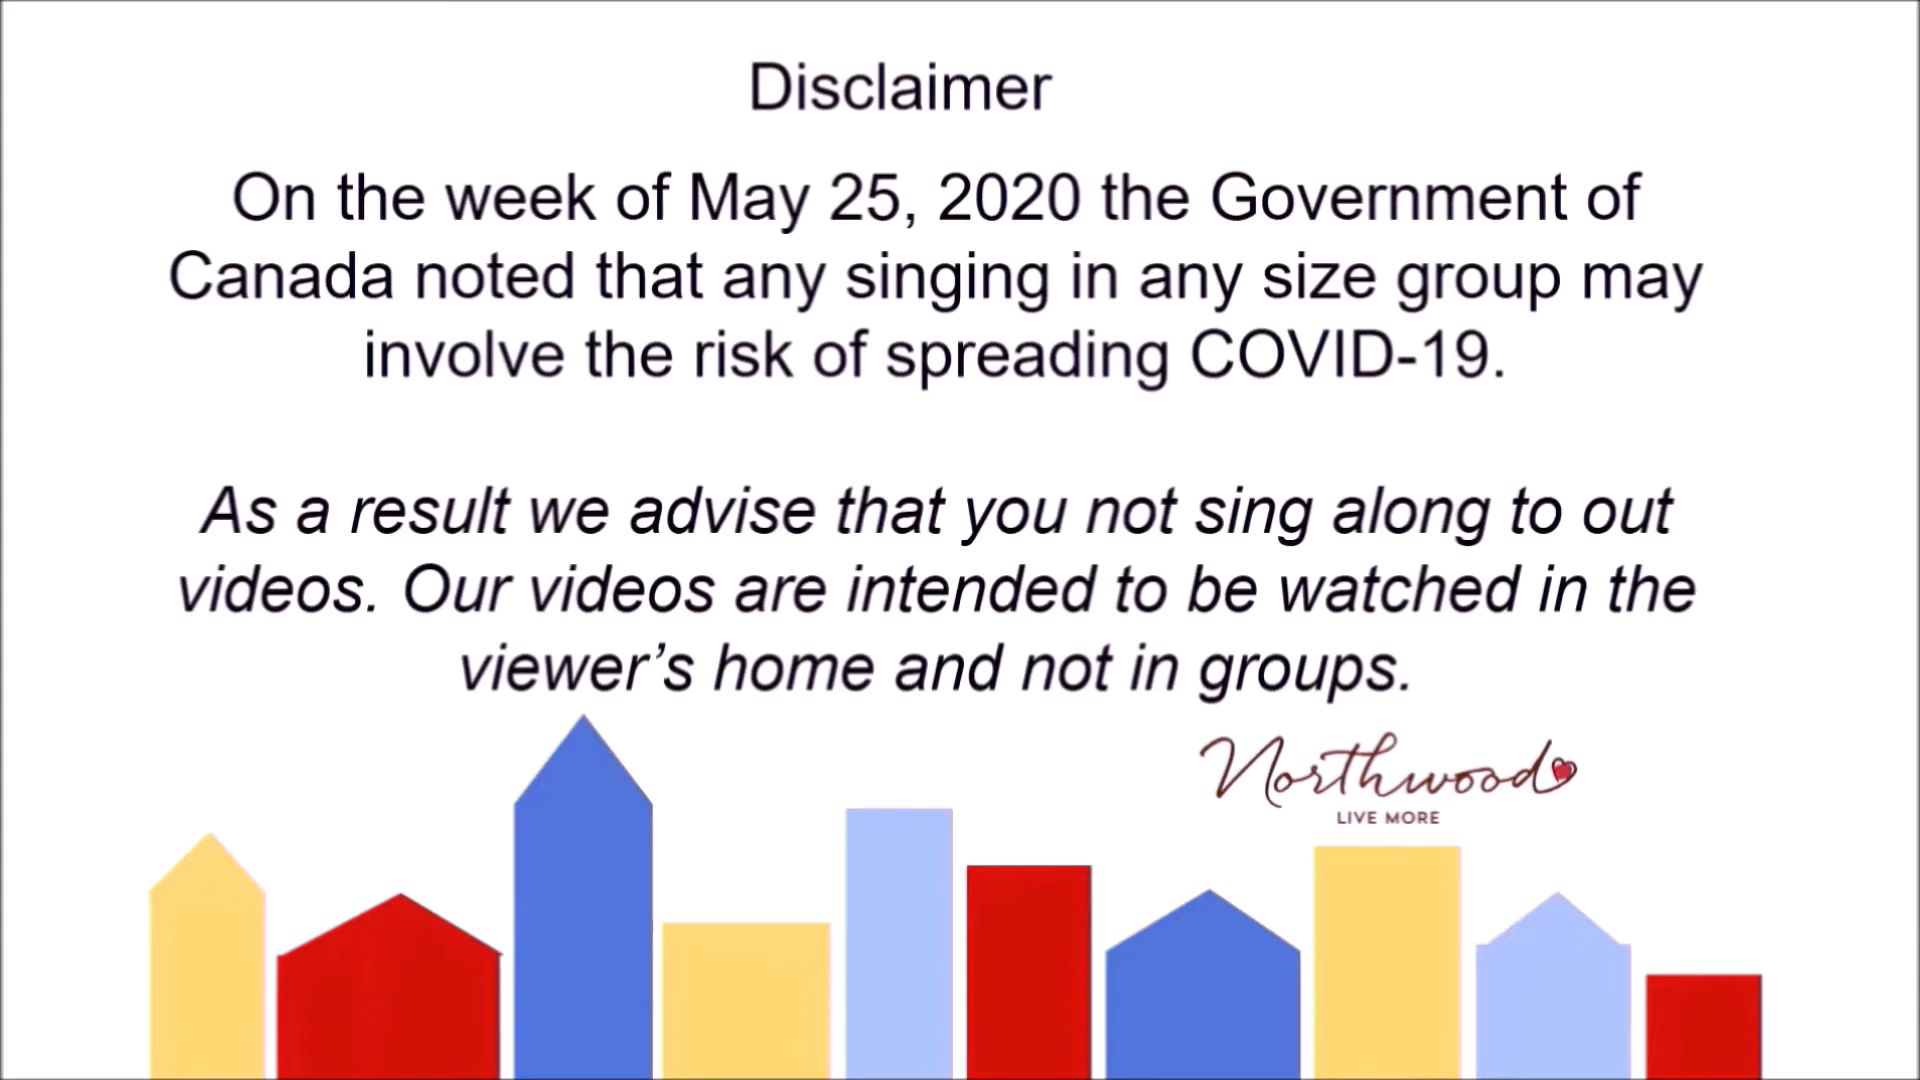 Disclaimer
On the week of May 25, 2020 the Government of
Canada noted that any singing in any size group may
involve the risk of spreading COVID-19.
As a result we advise that you not sing along to out
videos. Our videos are intended to be watched in the
viewer’s home and not in groups.
Northwood
LIVE MORE